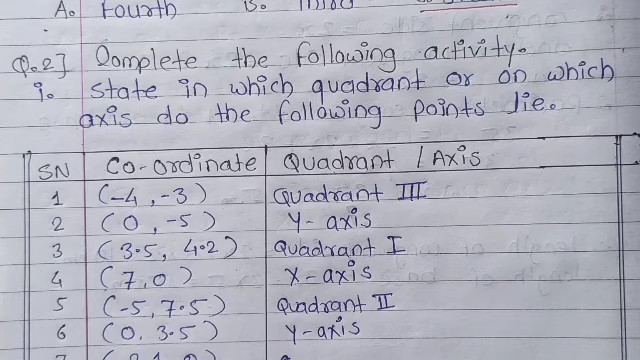 A. Fourth B.
Q.2] Complete the following activity.
i. State in which quadrant or on which
axis do the following points lie.
SN Co-ordinate Quadrant / Axis
1 (-4, -3) Quadrant III
2 (0, -5) Y-axis
3 (3.5, 4.2) Quadrant I
4 (7, 0) X-axis
5 (-5, 7.5) Quadrant II
6 (0, 3.5) Y-axis